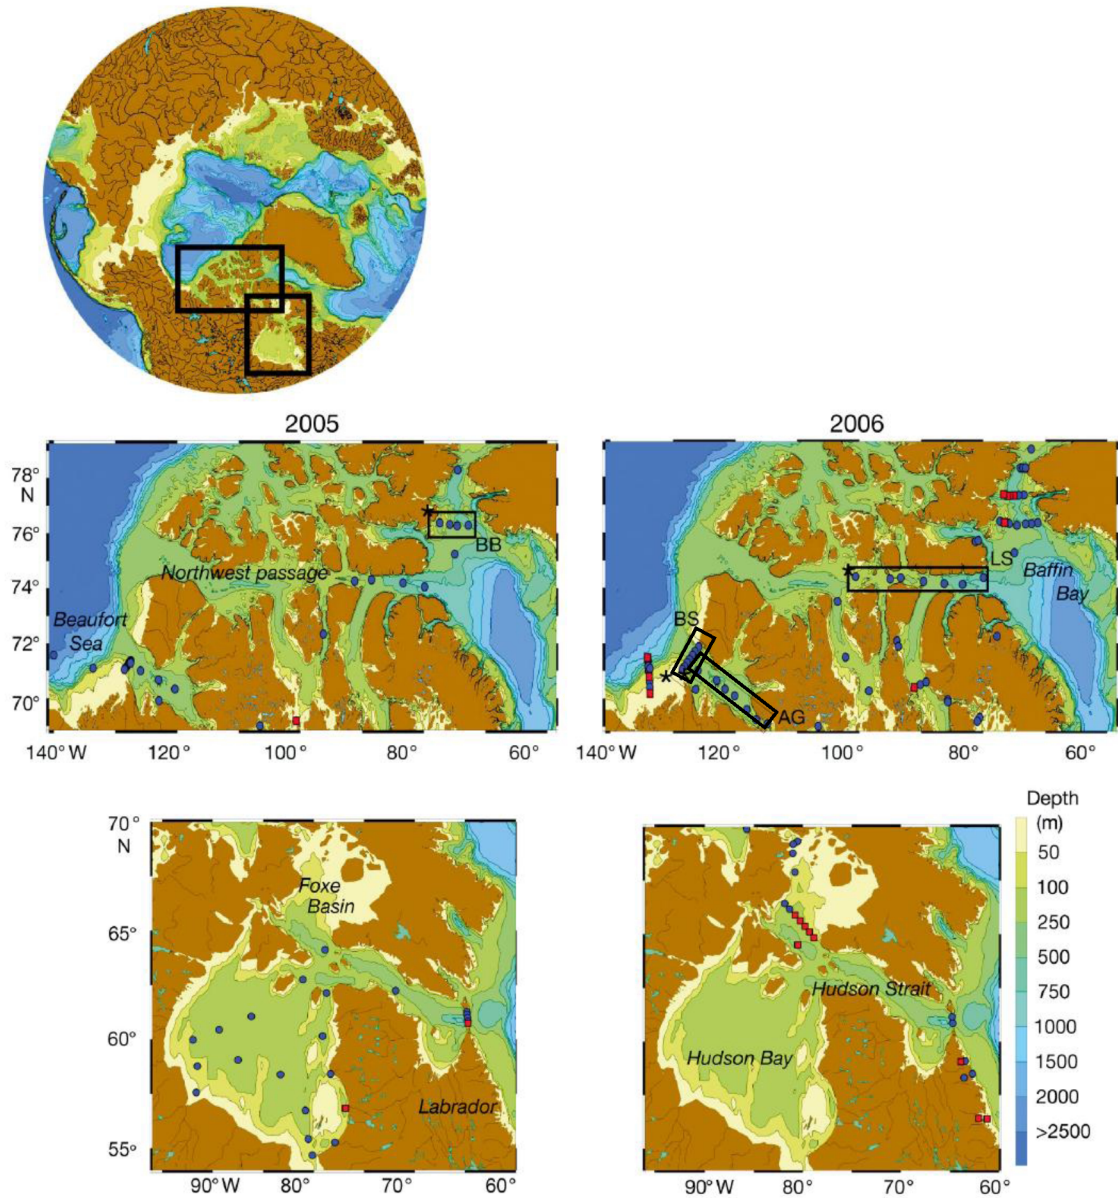 2005
2006
78°
N
76°
74°
72°
70°
*
BB
Northwest passage
Beaufort
Sea
140°W
120°
100°
80°
60°
*
LS
Baffin
Bay
BS
*
AG
140°W
120°
100°
80°
60°
70°
N
65°
60°
55°
Foxe
Basin
Labrador
90°W
80°
70°
60°
Hudson Strait
Hudson Bay
90°W
80°
70°
60°
Depth
(m)
50
100
250
500
750
1000
1500
2000
>2500